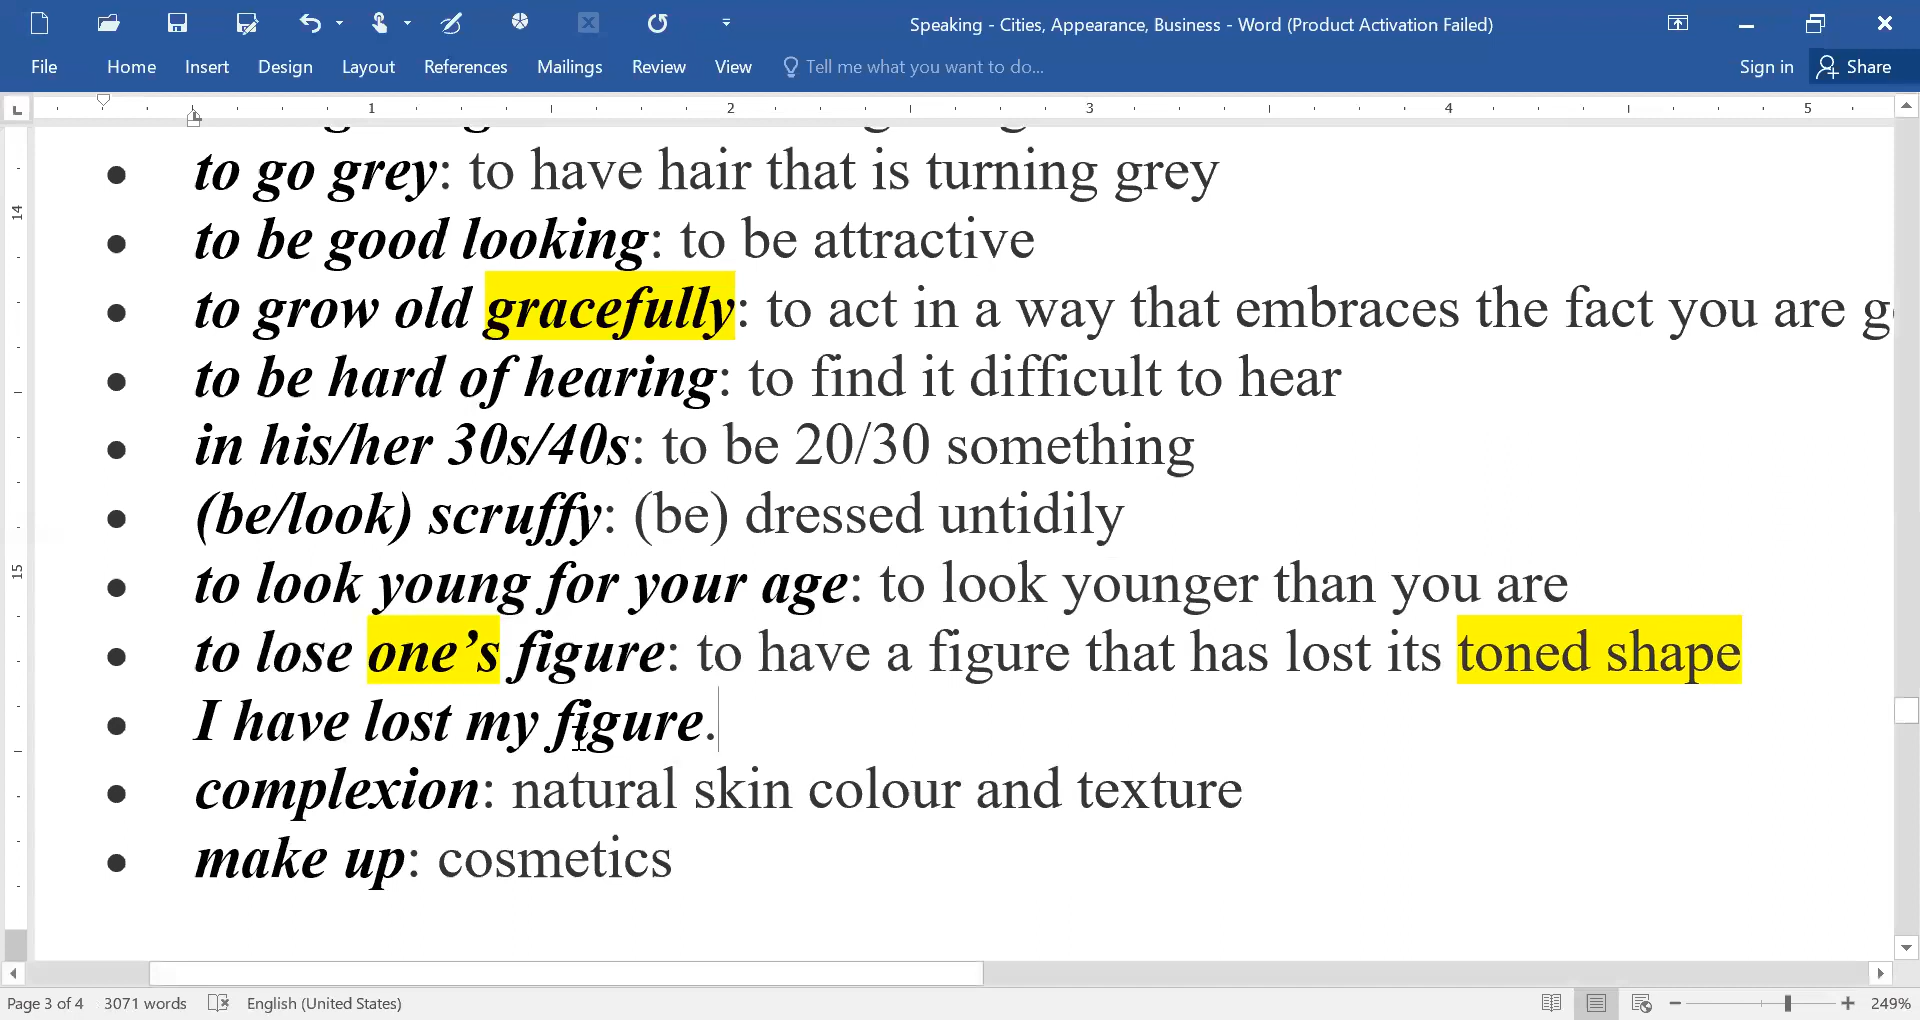 Speaking - Cities, Appearance, Business - Word (Product Activation Failed)
File Home Insert Design Layout References Mailings Review View Tell me what you want to do... Sign in Share
1 2 3 4 5
14
15
to go grey: to have hair that is turning grey
to be good looking: to be attractive
to grow old gracefully: to act in a way that embraces the fact you are g
to be hard of hearing: to find it difficult to hear
in his/her 30s/40s: to be 20/30 something
(be/look) scruffy: (be) dressed untidily
to look young for your age: to look younger than you are
to lose one’s figure: to have a figure that has lost its toned shape
I have lost my figure.
complexion: natural skin colour and texture
make up: cosmetics
Page 3 of 4 3071 words English (United States) 249%